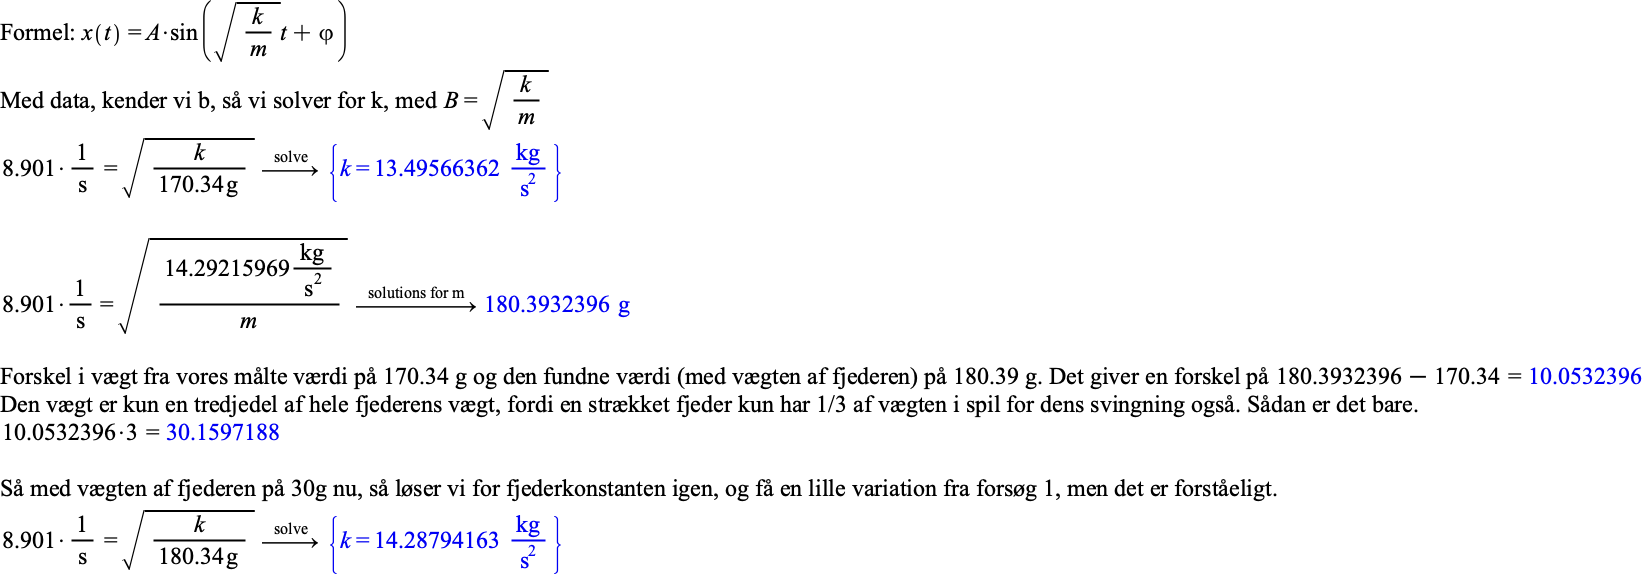 Formel: x(t) = A·sin(√(k/m) t + φ)
Med data, kender vi b, så vi solver for k, med B = √(k/m)
8.901 · 1/s = √(k/(170.34 g)) solve→ {k = 13.49566362 kg/s²}
8.901 · 1/s = √((14.29215969 kg/s²)/m) solutions for m→ 180.3932396 g
Forskel i vægt fra vores målte værdi på 170.34 g og den fundne værdi (med vægten af fjederen) på 180.39 g. Det giver en forskel på 180.3932396 − 170.34 = 10.0532396
Den vægt er kun en tredjedel af hele fjederens vægt, fordi en strækket fjeder kun har 1/3 af vægten i spil for dens svingning også. Sådan er det bare.
10.0532396·3 = 30.1597188
Så med vægten af fjederen på 30g nu, så løser vi for fjederkonstanten igen, og få en lille variation fra forsøg 1, men det er forståeligt.
8.901 · 1/s = √(k/(180.34 g)) solve→ {k = 14.28794163 kg/s²}